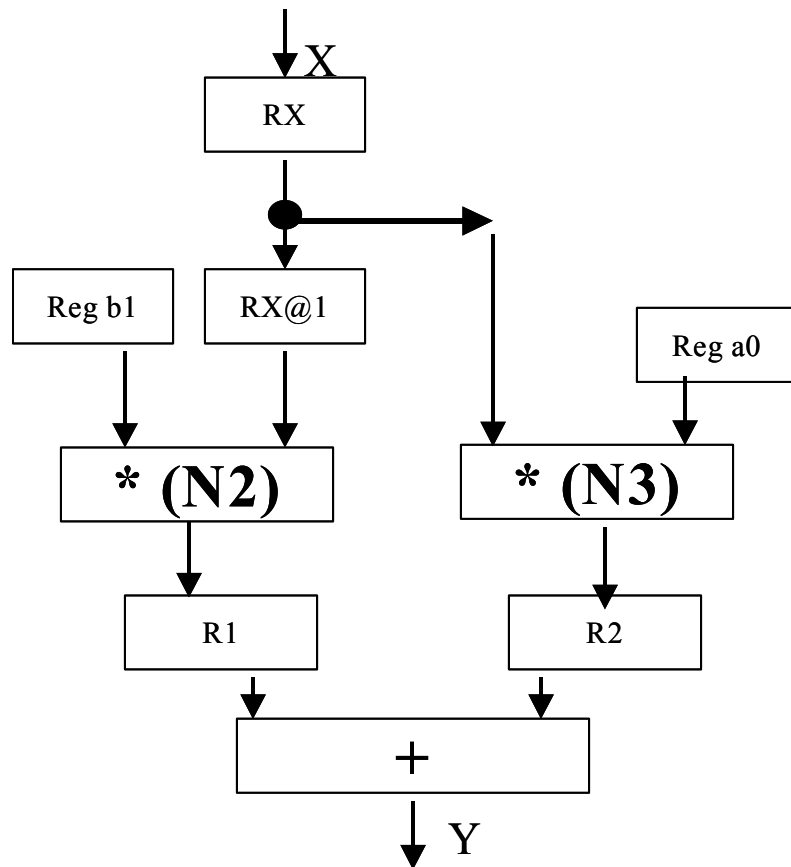 X
RX
Reg b1
RX@1
Reg a0
* (N2)
* (N3)
R1
R2
+
Y